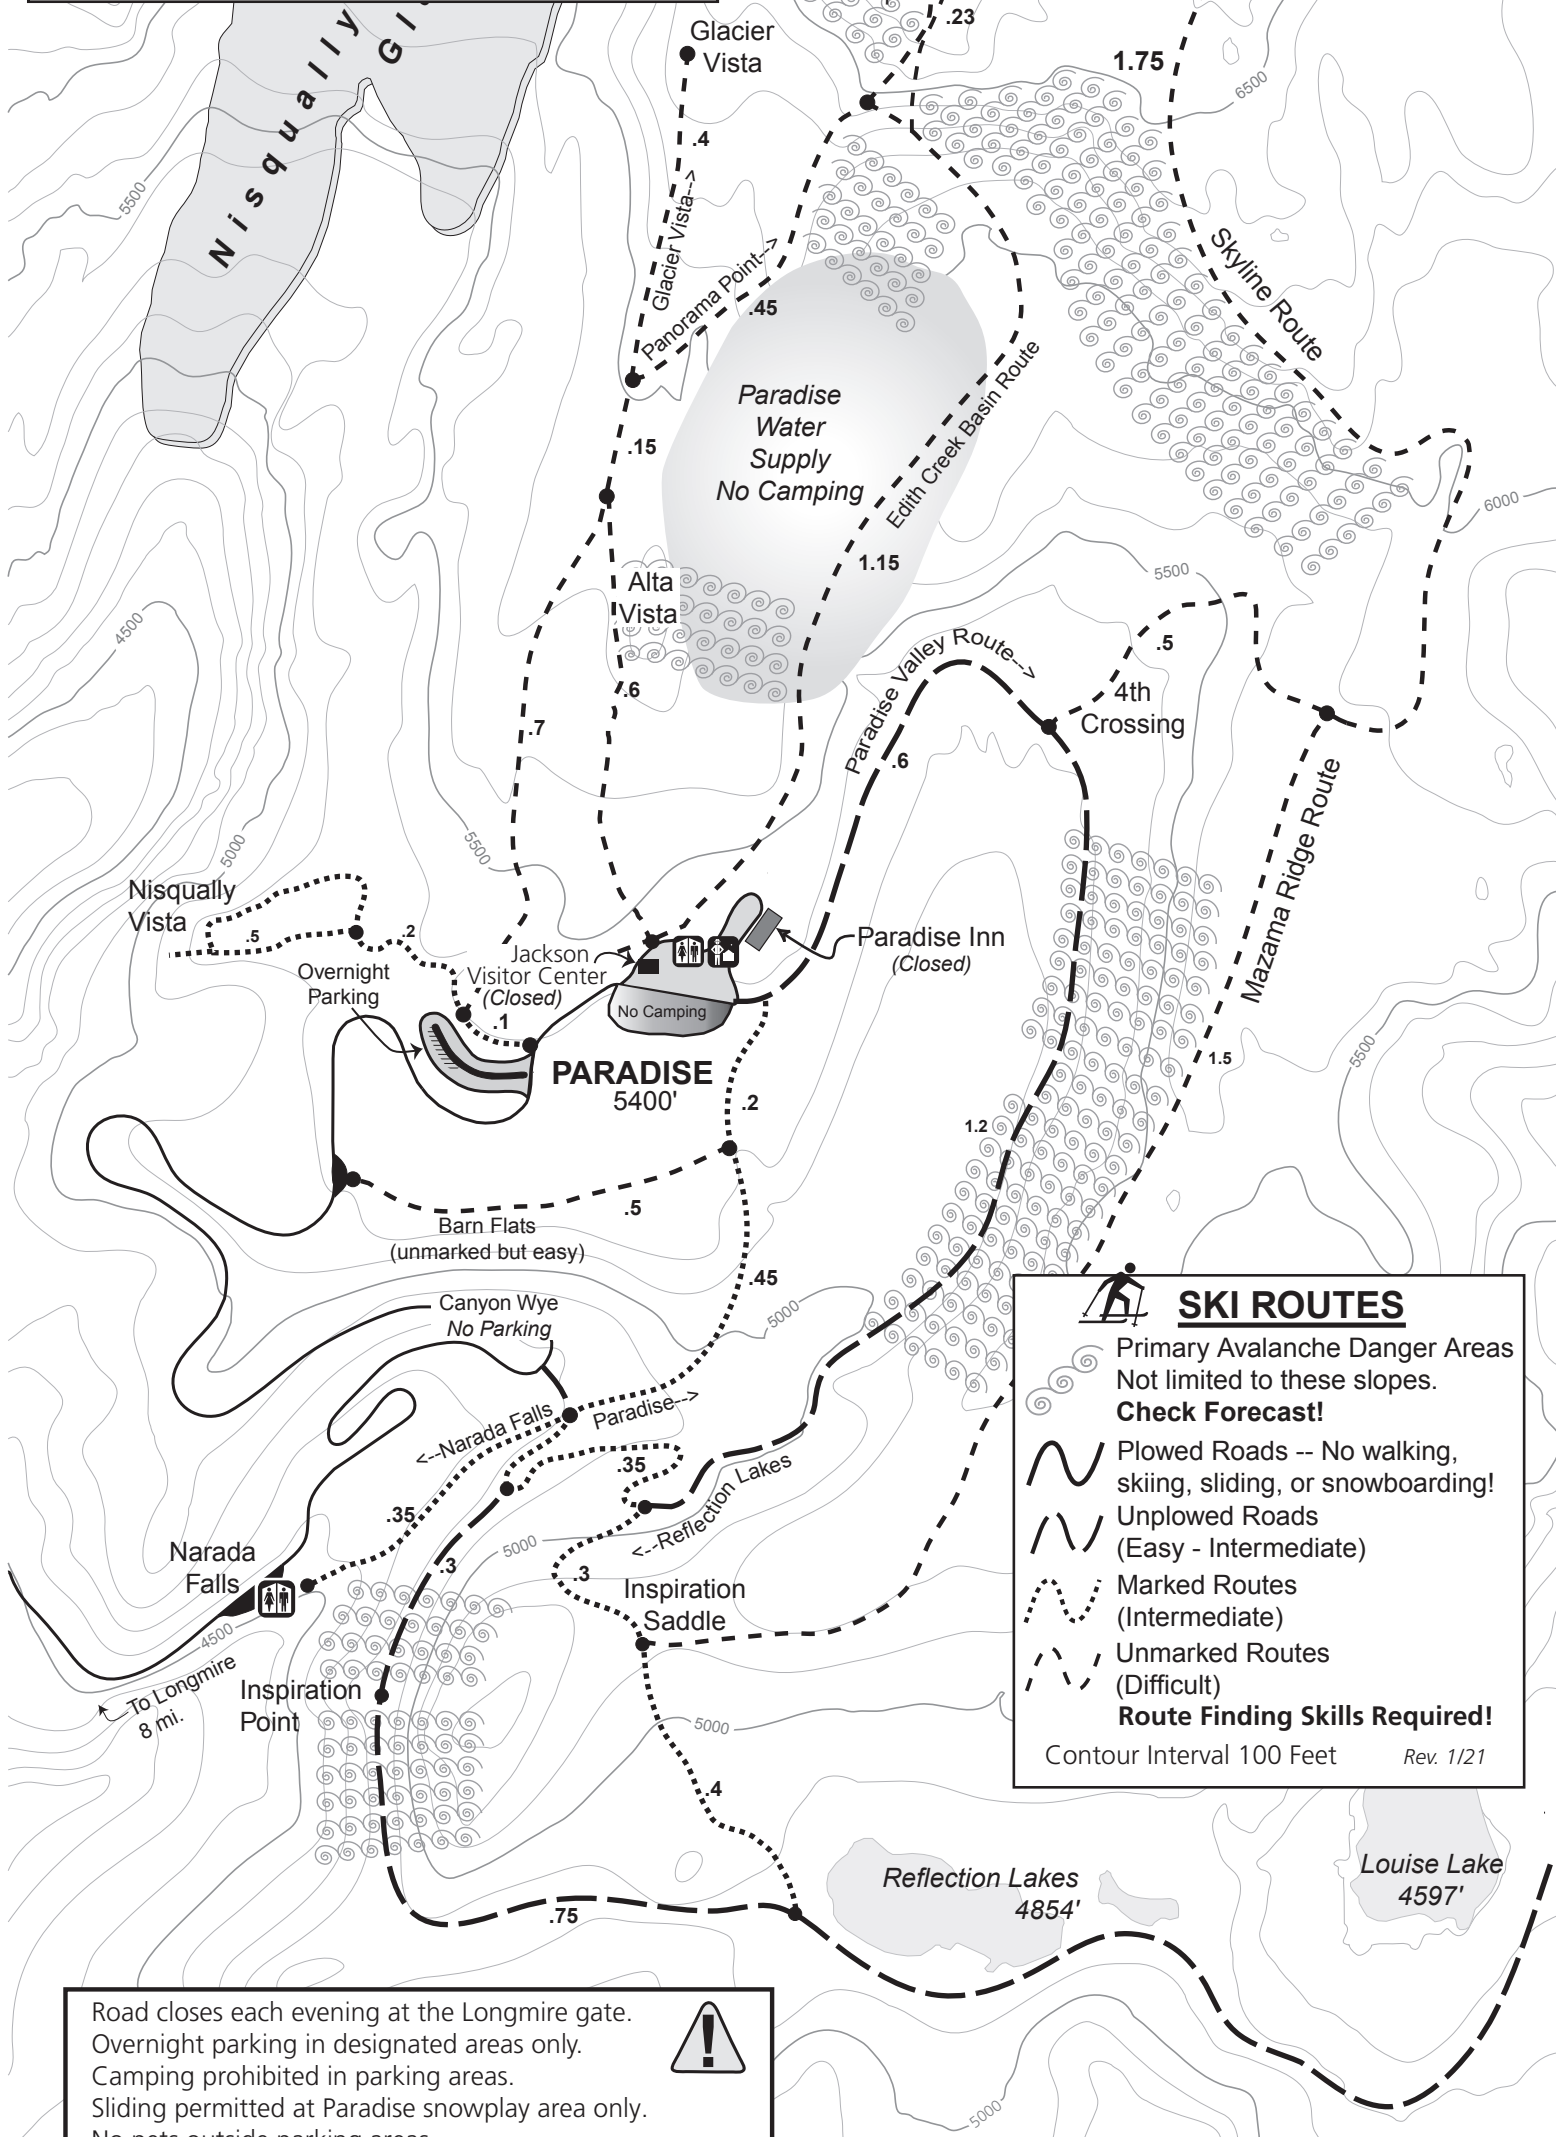 Nisqually
Gl
Glacier
Vista
.23
1.75
6500
.4
5500
Glacier Vista-->
Panorama Point-->
.45
Skyline Route
Paradise
Water
Supply
No Camping
Edith Creek Basin Route
.15
6000
1.15
5500
Alta
Vista
4500
Paradise Valley Route-->
.5
.6
4th
Crossing
.7
.6
Mazama Ridge Route
5000
5500
Nisqually
Vista
.5
.2
Paradise Inn
(Closed)
Jackson
Visitor Center
(Closed)
Overnight
Parking
No Camping
.1
PARADISE
5400'
1.5
5500
.2
1.2
.5
Barn Flats
(unmarked but easy)
.45
Canyon Wye
No Parking
5000
<--Narada Falls
Paradise-->
.35
<--Reflection Lakes
.35
5000
Narada
Falls
.3
.3
Inspiration
Saddle
4500
To Longmire
8 mi.
Inspiration
Point
5000
.4
SKI ROUTES
Primary Avalanche Danger Areas
Not limited to these slopes.
Check Forecast!
Plowed Roads -- No walking,
skiing, sliding, or snowboarding!
Unplowed Roads
(Easy - Intermediate)
Marked Routes
(Intermediate)
Unmarked Routes
(Difficult)
Route Finding Skills Required!
Contour Interval 100 Feet
Rev. 1/21
Reflection Lakes
4854'
Louise Lake
4597'
.75
Road closes each evening at the Longmire gate.
Overnight parking in designated areas only.
Camping prohibited in parking areas.
Sliding permitted at Paradise snowplay area only.
No pets outside parking areas
!
5000